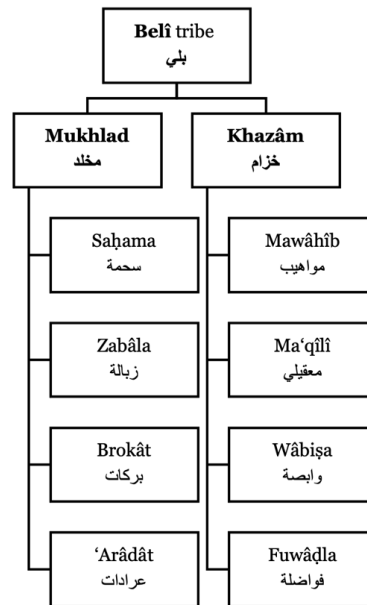 Belî tribe
بلي
Mukhlad
مخلد
Khazâm
خزام
Saḥama
سحمة
Zabâla
زبالة
Brokât
بركات
‘Arâdât
عرادات
Mawâhîb
مواهيب
Ma‘qîlî
معقيلي
Wâbiṣa
وابصة
Fuwâḍla
فواضلة